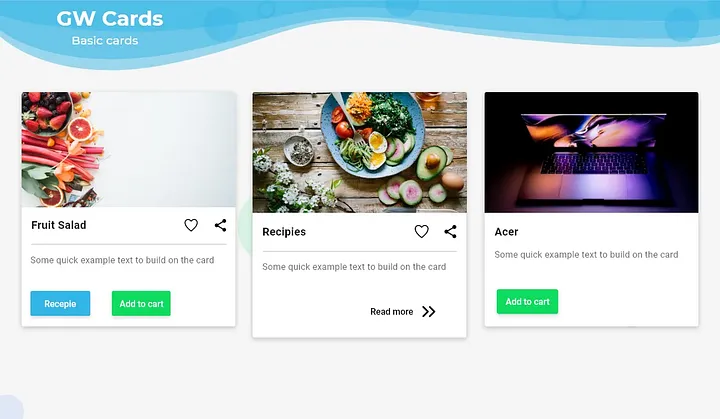 GW Cards
Basic cards
Fruit Salad
Some quick example text to build on the card
Recepie
Add to cart
Recipies
Some quick example text to build on the card
Read more
Acer
Some quick example text to build on the card
Add to cart